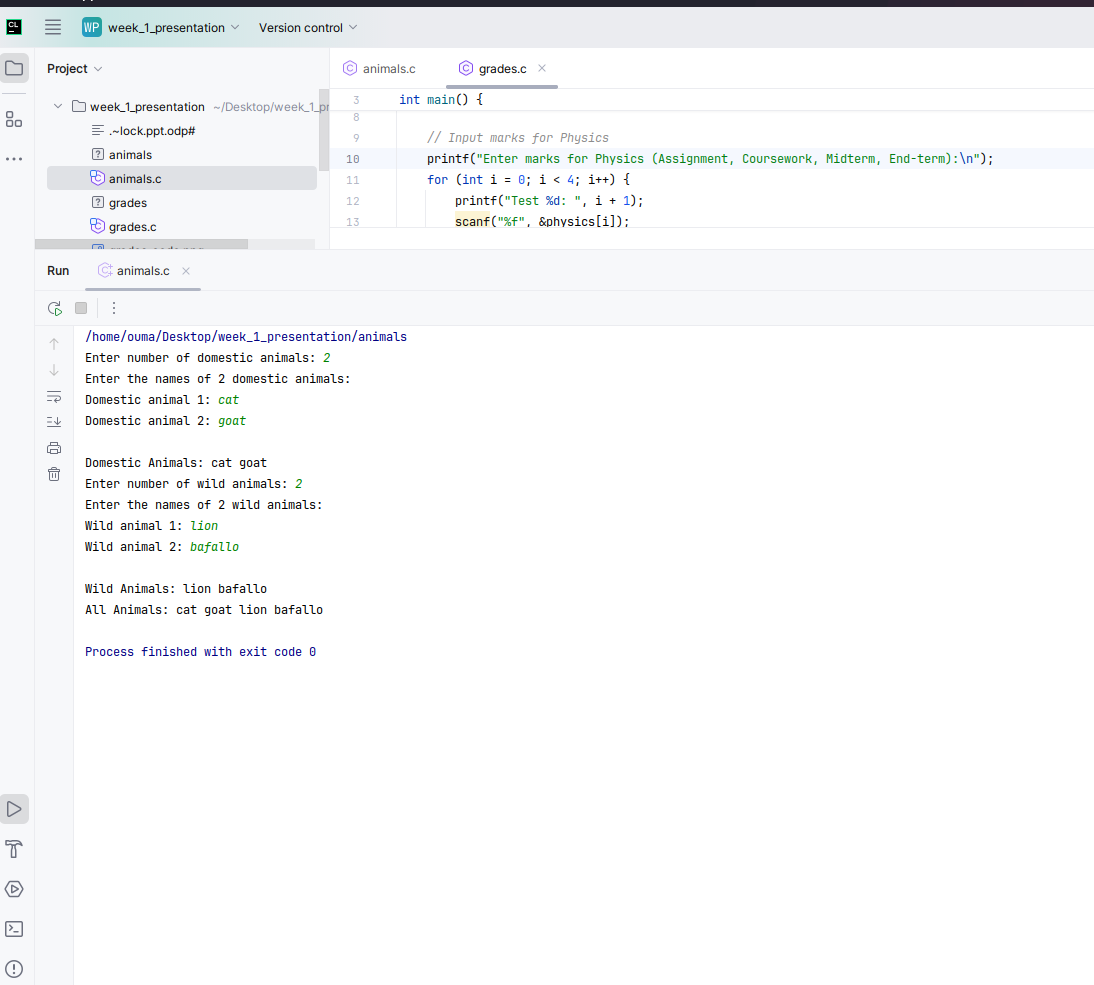 CL
WP week_1_presentation Version control
Project
animals.c
grades.c
week_1_presentation ~/Desktop/week_1_pr
.~lock.ppt.odp#
animals
animals.c
grades
grades.c
3 int main() {
8
9 // Input marks for Physics
10 printf("Enter marks for Physics (Assignment, Coursework, Midterm, End-term):\n");
11 for (int i = 0; i < 4; i++) {
12 printf("Test %d: ", i + 1);
13 scanf("%f", &physics[i]);
Run animals.c
/home/ouma/Desktop/week_1_presentation/animals
Enter number of domestic animals: 2
Enter the names of 2 domestic animals:
Domestic animal 1: cat
Domestic animal 2: goat
Domestic Animals: cat goat
Enter number of wild animals: 2
Enter the names of 2 wild animals:
Wild animal 1: lion
Wild animal 2: bafallo
Wild Animals: lion bafallo
All Animals: cat goat lion bafallo
Process finished with exit code 0